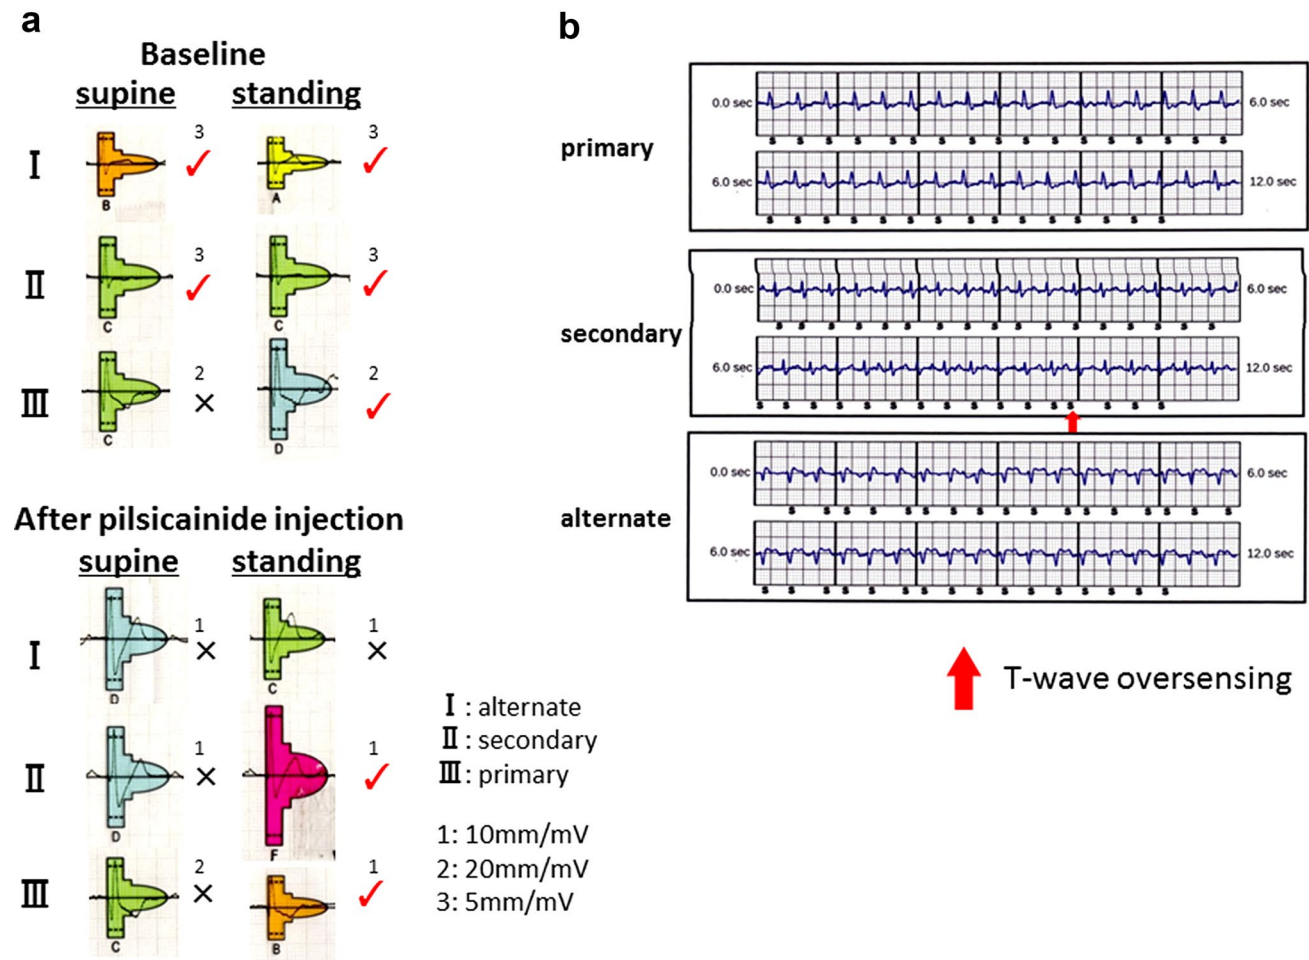 a
Baseline
supine standing
I 3 ✓ 3 ✓
B A
II 3 ✓ 3 ✓
C C
III 2 × 2 ✓
C D
After pilsicainide injection
supine standing
I 1 × 1 ×
D C
II 1 × 1 ✓
D F
III 2 × 1 ✓
C B
I : alternate
II : secondary
III : primary
1: 10mm/mV
2: 20mm/mV
3: 5mm/mV
b
primary
0.0 sec 6.0 sec
S S S S S S S S S S S S S S S S S
6.0 sec 12.0 sec
S S S S S S S S S S S S S S S
secondary
0.0 sec 6.0 sec
S S S S S S S S S S S S S S S S S
6.0 sec 12.0 sec
S S S S S S S S S S S S S S S S
alternate
0.0 sec 6.0 sec
S S S S S S S S S S S S S S S S S
6.0 sec 12.0 sec
S S S S S S S S S S S S S S S S
T-wave oversensing